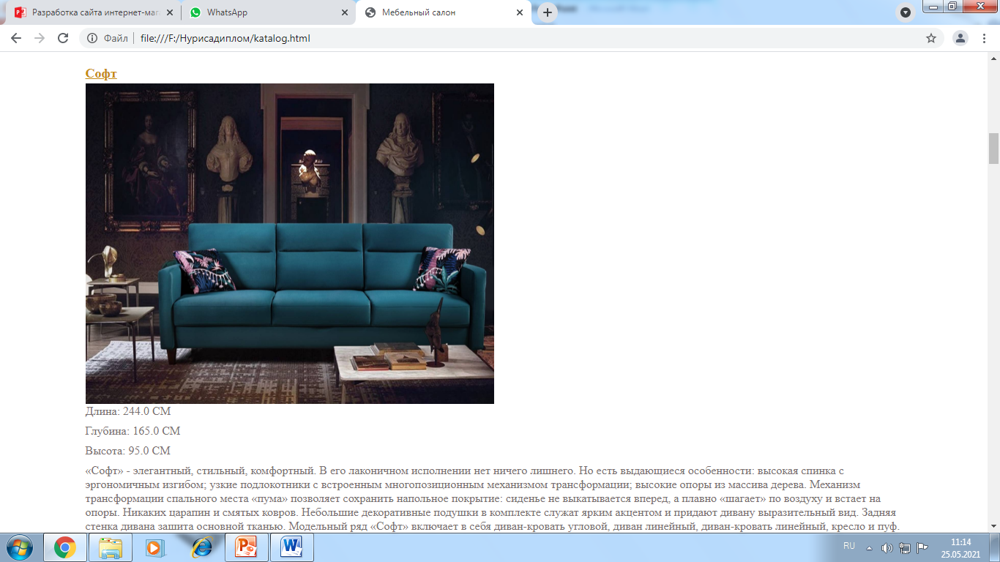 Разработка сайта интернет-маг
WhatsApp
Мебельный салон
Файл
file:///F:/Нурисадиплом/katalog.html
Софт
Длина: 244.0 СМ
Глубина: 165.0 СМ
Высота: 95.0 СМ
«Софт» - элегантный, стильный, комфортный. В его лаконичном исполнении нет ничего лишнего. Но есть выдающиеся особенности: высокая спинка с
эргономичным изгибом; узкие подлокотники с встроенным многопозиционным механизмом трансформации; высокие опоры из массива дерева. Механизм
трансформации спального места «пума» позволяет сохранить напольное покрытие: сиденье не выкатывается вперед, а плавно «шагает» по воздуху и встает на
опоры. Никаких царапин и смятых ковров. Небольшие декоративные подушки в комплекте служат ярким акцентом и придают дивану выразительный вид. Задняя
стенка дивана зашита основной тканью. Модельный ряд «Софт» включает в себя диван-кровать угловой, диван линейный, диван-кровать линейный, кресло и пуф.
RU
11:14
25.05.2021